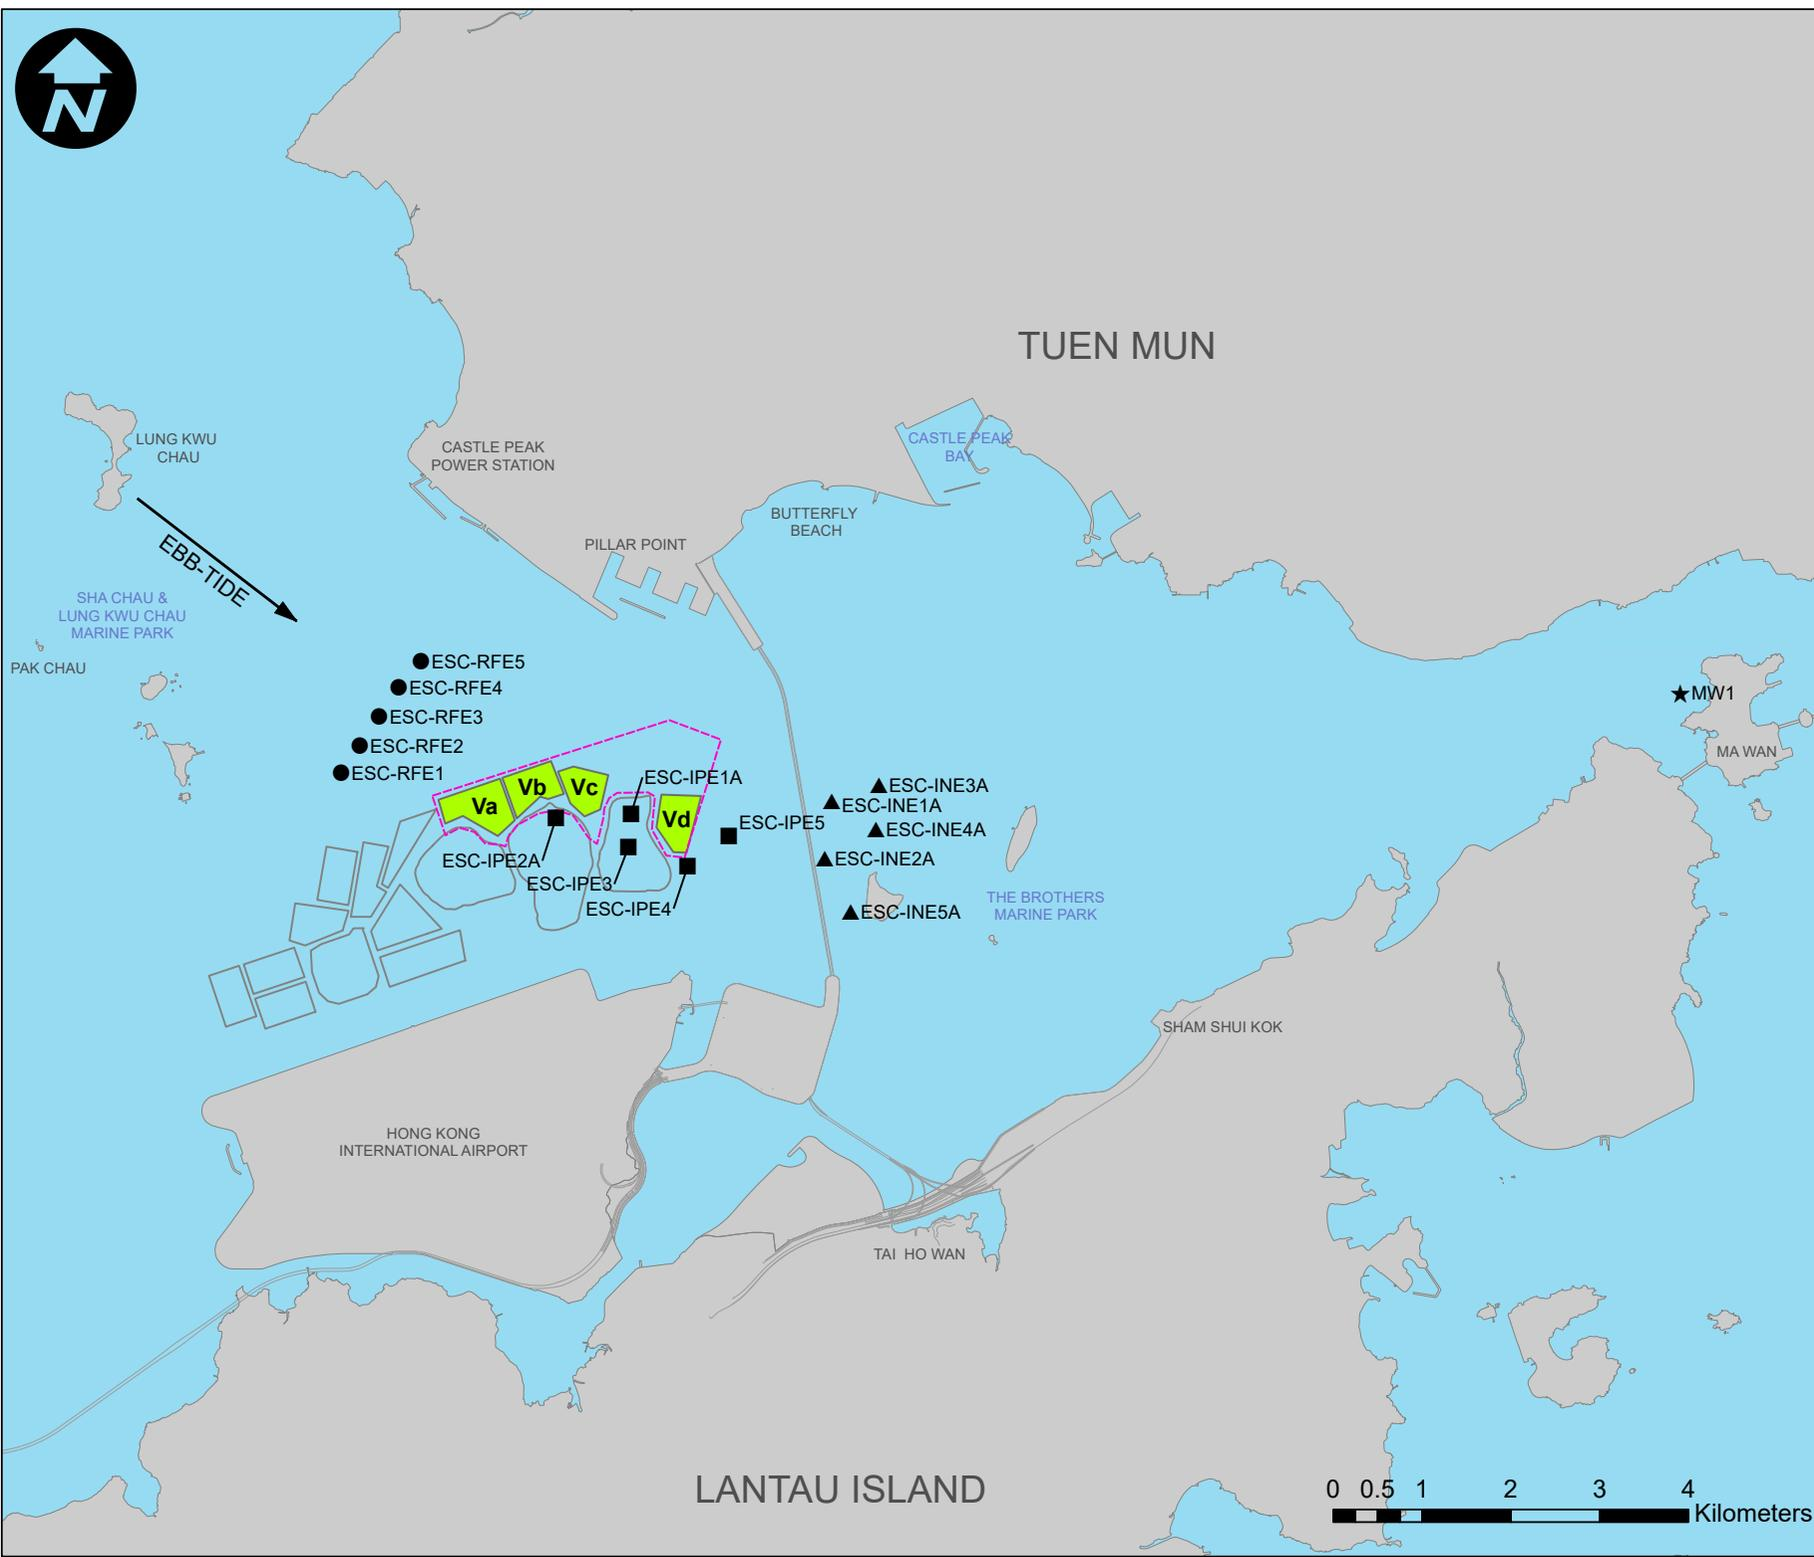 N
TUEN MUN
LUNG KWU
CHAU
CASTLE PEAK
POWER STATION
CASTLE PEAK
BAY
BUTTERFLY
BEACH
PILLAR POINT
EBB-TIDE
SHA CHAU &
LUNG KWU CHAU
MARINE PARK
PAK CHAU
ESC-RFE5
ESC-RFE4
ESC-RFE3
ESC-RFE2
ESC-RFE1
MW1
MA WAN
Va
Vb
Vc
Vd
ESC-IPE1A
ESC-IPE5
ESC-IPE2A
ESC-IPE3
ESC-IPE4
ESC-INE3A
ESC-INE1A
ESC-INE4A
ESC-INE2A
ESC-INE5A
THE BROTHERS
MARINE PARK
SHAM SHUI KOK
HONG KONG
INTERNATIONAL AIRPORT
TAI HO WAN
LANTAU ISLAND
0 0.5 1 2 3 4
Kilometers